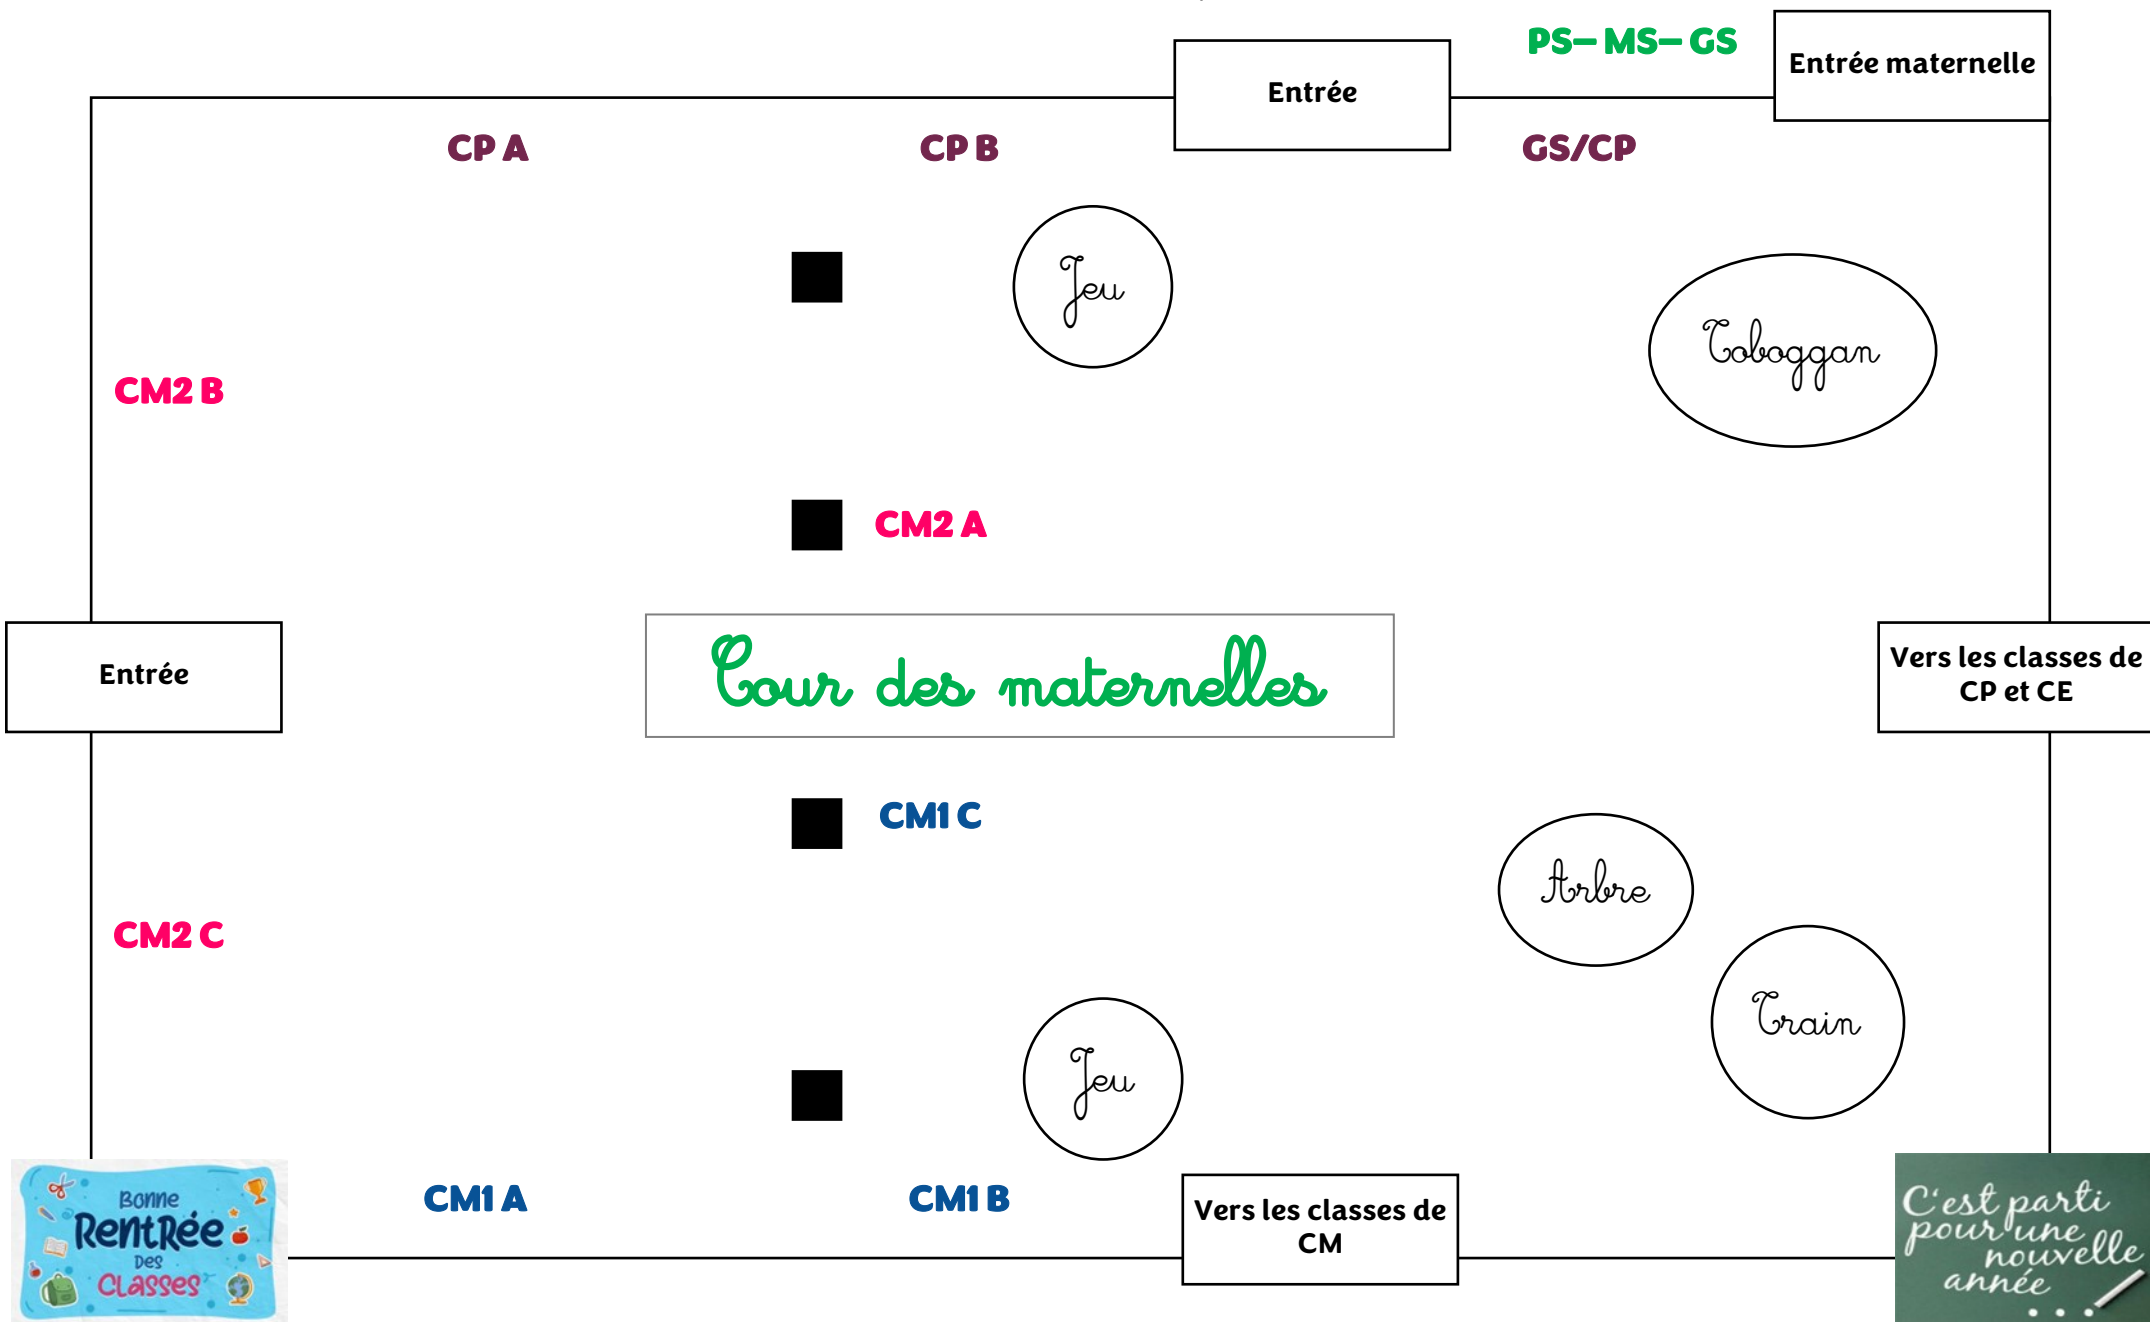 PS– MS– GS
Entrée maternelle
Entrée
CP A
CP B
GS/CP
Jeu
Toboggan
CM2 B
CM2 A
Entrée
Cour des maternelles
Vers les classes de
CP et CE
CM1 C
Arbre
CM2 C
Train
Jeu
CM1 A
CM1 B
Vers les classes de
CM
Bonne
Rentrée
Des
Classes
C'est parti
pour une
nouvelle
année
...